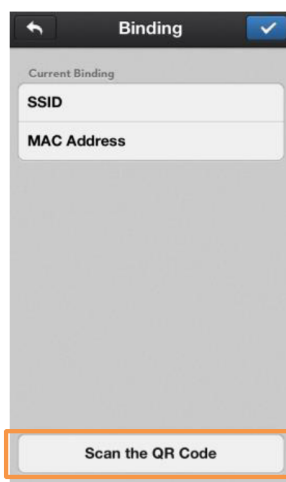 Binding
Current Binding
SSID
MAC Address
Scan the QR Code